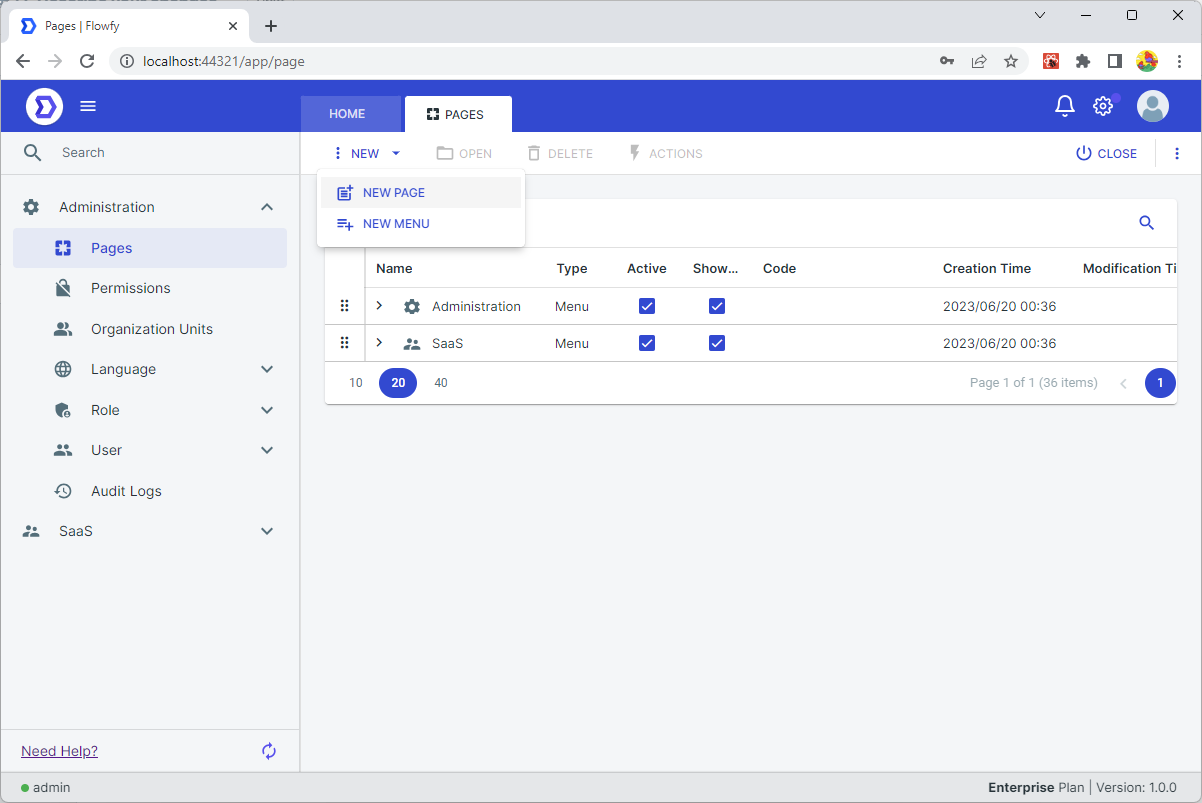 Pages | Flowfy
localhost:44321/app/page
HOME
PAGES
Search
NEW
OPEN
DELETE
ACTIONS
CLOSE
NEW PAGE
NEW MENU
Administration
Pages
Permissions
Organization Units
Language
Role
User
Audit Logs
SaaS
Name Type Active Show... Code Creation Time Modification Ti
Administration Menu 2023/06/20 00:36
SaaS Menu 2023/06/20 00:36
10 20 40 Page 1 of 1 (36 items) 1
Need Help?
admin
Enterprise Plan | Version: 1.0.0